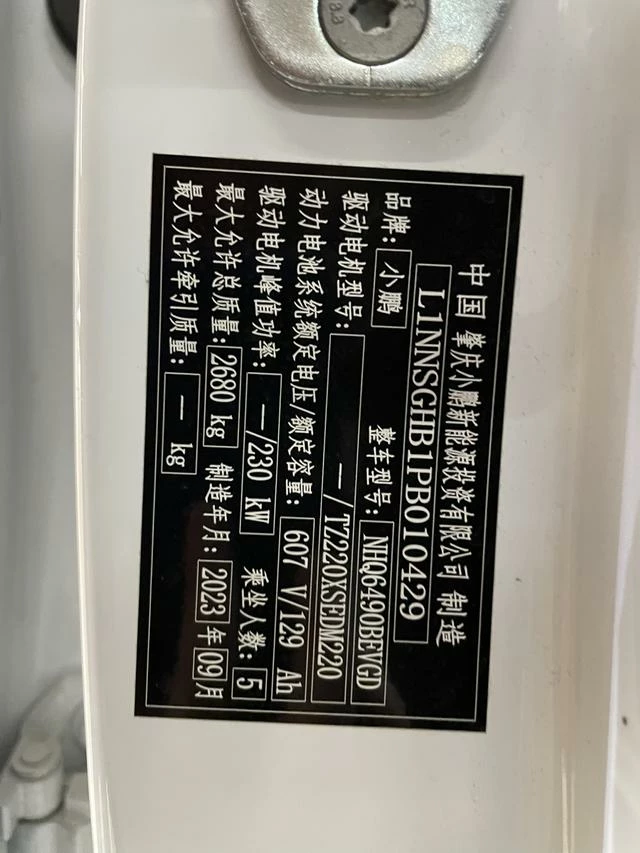 8.8
中国 肇庆小鹏新能源投资有限公司 制造
L1NNSGHB1PB010429
品牌: 小鹏 整车型号: NHQ6490BEVGD
驱动电机型号: —/TZ220XSEDM220
动力电池系统额定电压/额定容量: 607 V/129 Ah
驱动电机峰值功率: —/230 kW 乘坐人数: 5
最大允许总质量: 2680 kg 制造年月: 2023 年 09 月
最大允许牵引质量: — kg